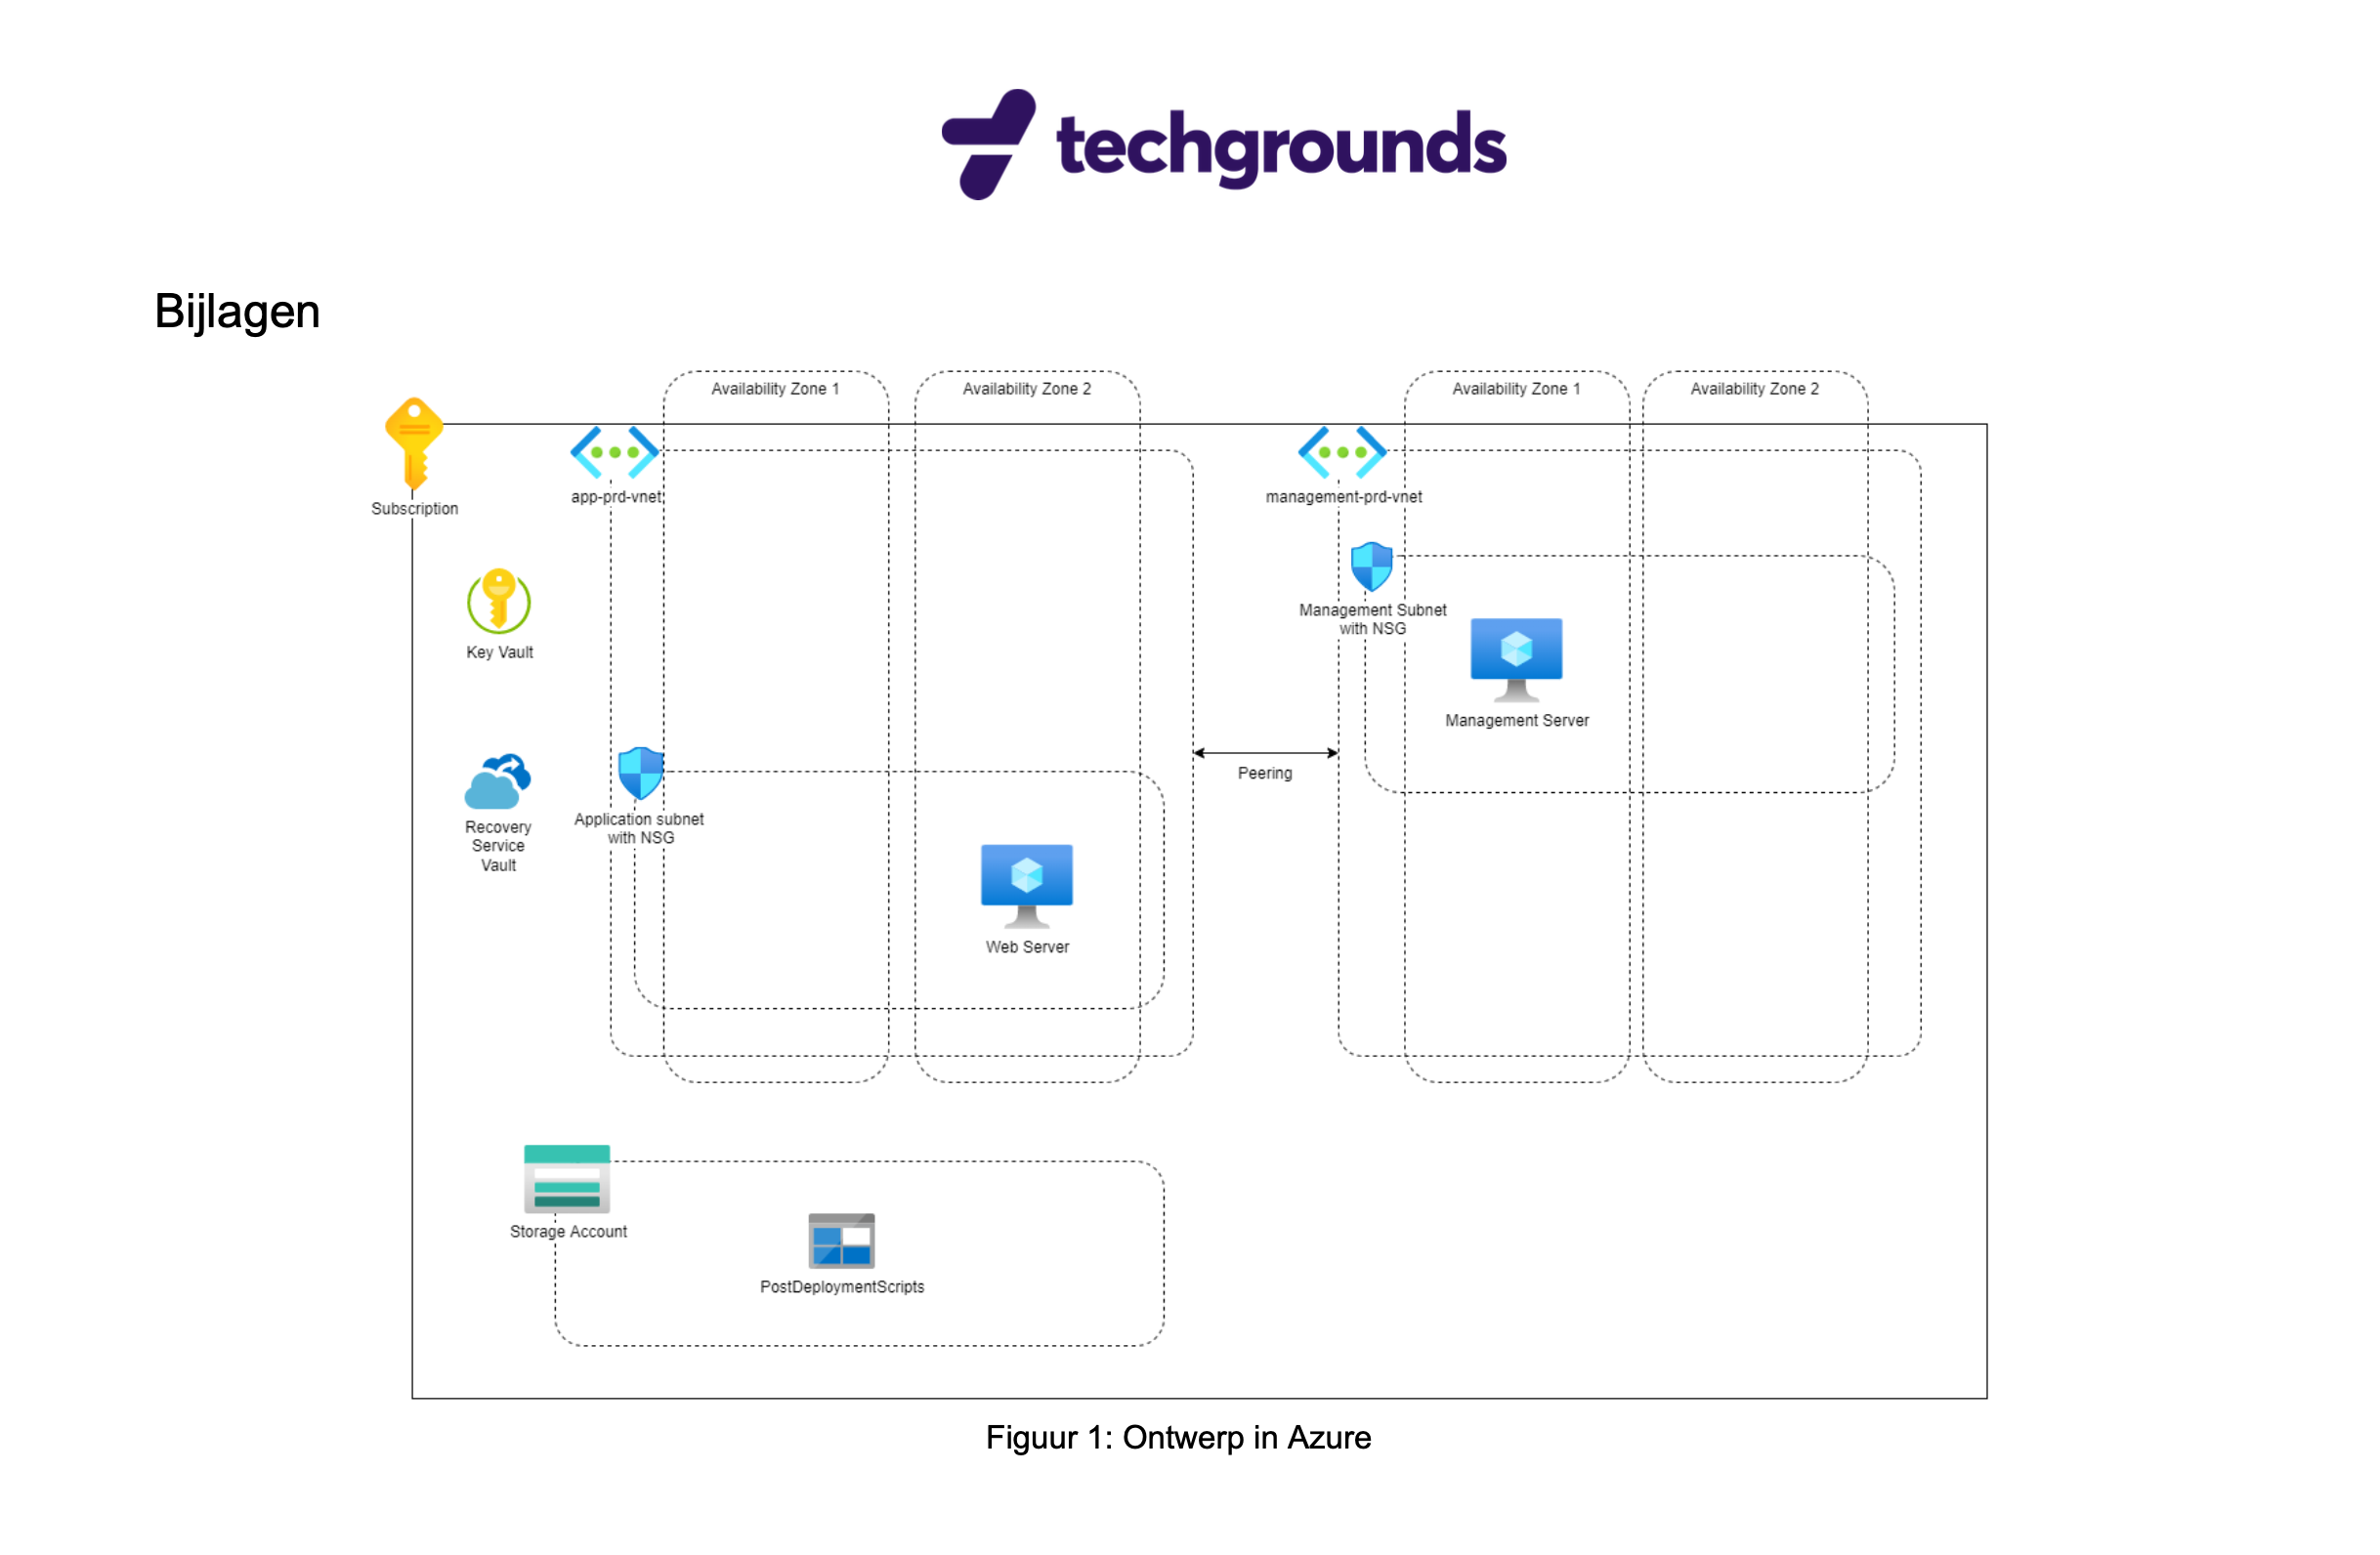 techgrounds
Bijlagen
Availability Zone 1
Availability Zone 2
Availability Zone 1
Availability Zone 2
Subscription
app-prd-vnet
management-prd-vnet
Management Subnet
with NSG
Key Vault
Management Server
Peering
Application subnet
with NSG
Recovery
Service
Vault
Web Server
Storage Account
PostDeploymentScripts
Figuur 1: Ontwerp in Azure